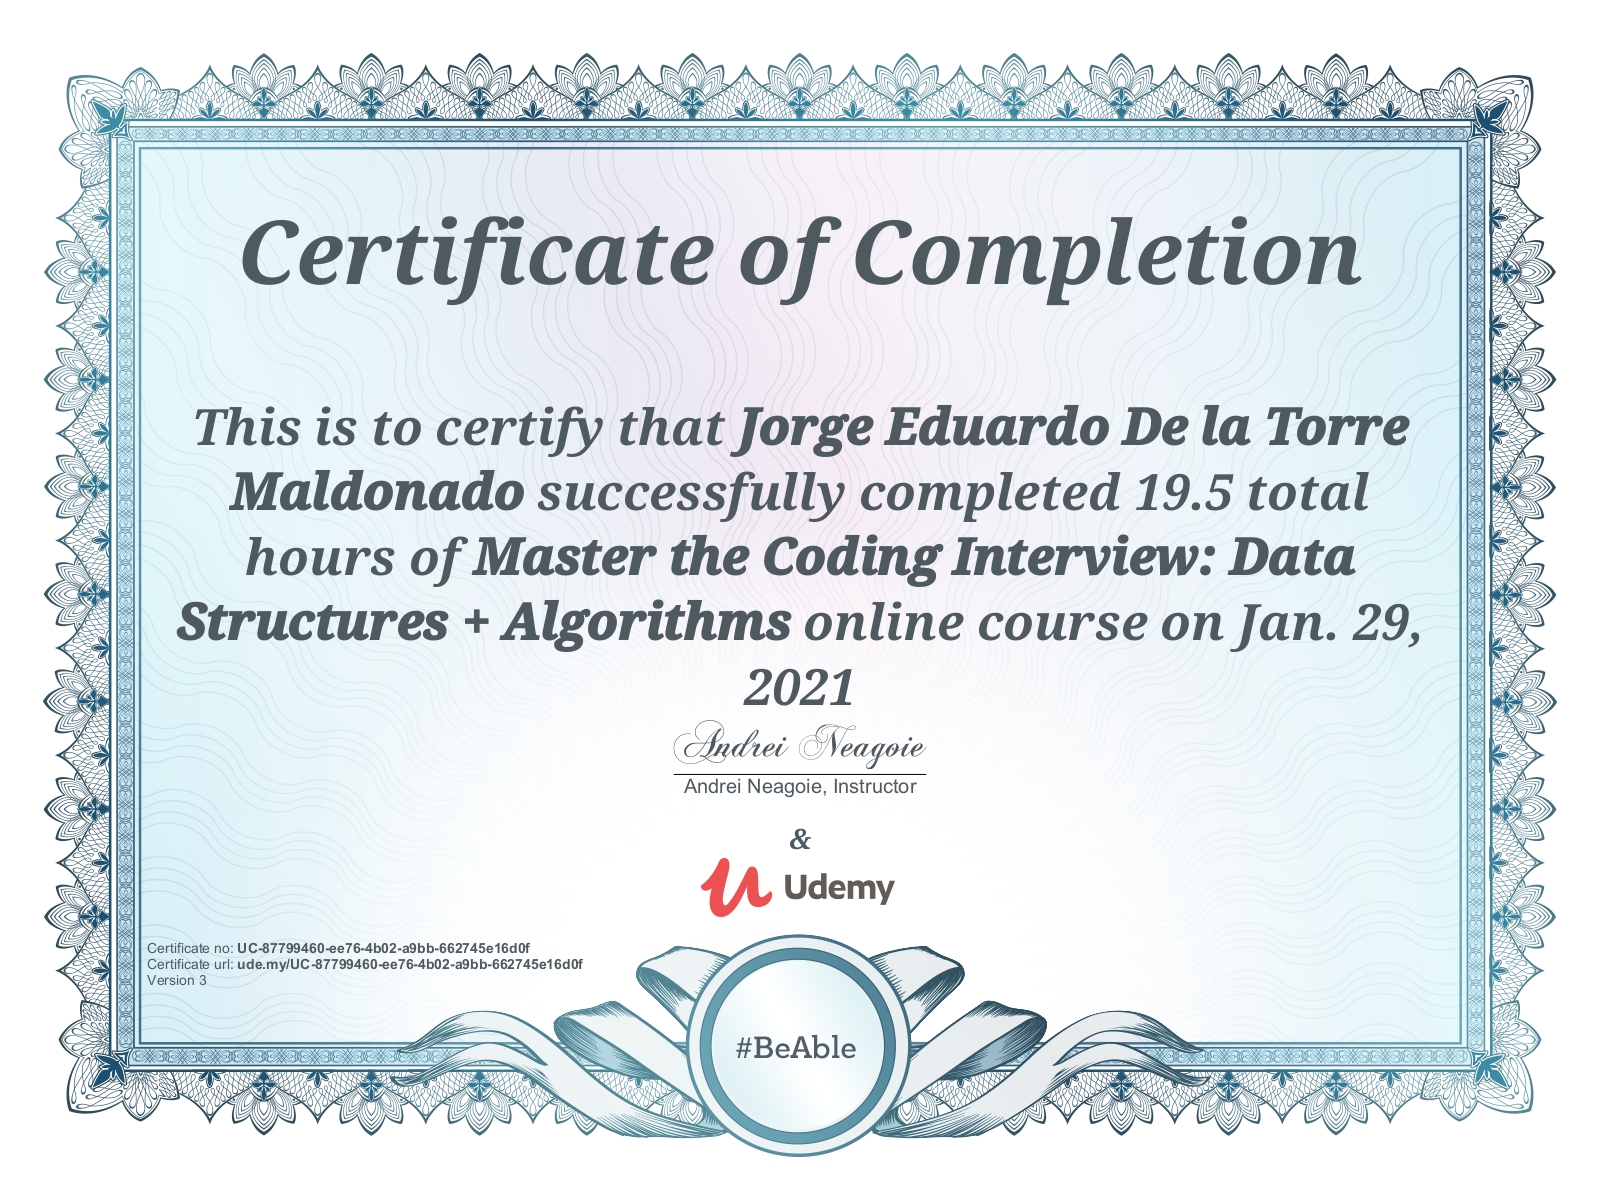 Certificate of Completion
This is to certify that Jorge Eduardo De la Torre
Maldonado successfully completed 19.5 total
hours of Master the Coding Interview: Data
Structures + Algorithms online course on Jan. 29,
2021
Andrei Neagoie
Andrei Neagoie, Instructor
&
Udemy
Certificate no: UC-87799460-ee76-4b02-a9bb-662745e16d0f
Certificate url: ude.my/UC-87799460-ee76-4b02-a9bb-662745e16d0f
Version 3
#BeAble